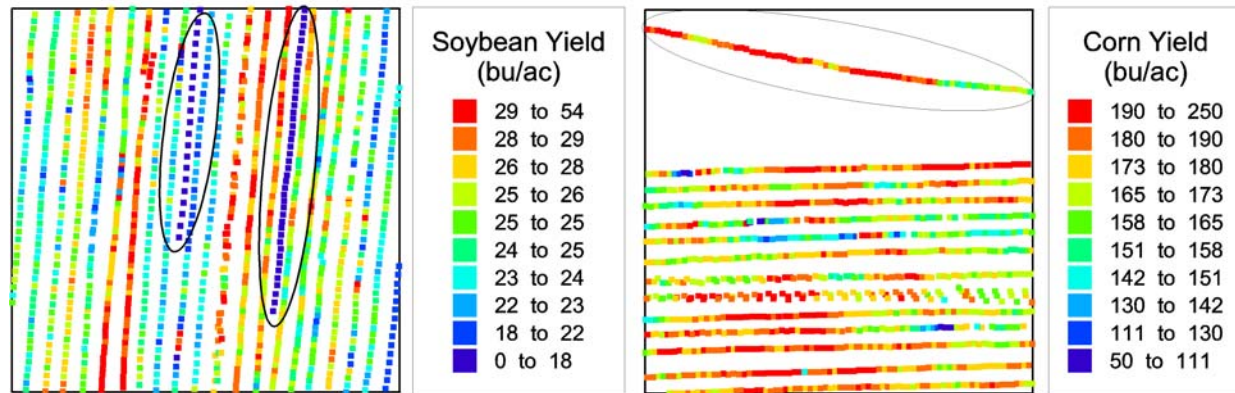 Soybean Yield
(bu/ac)
29 to 54
28 to 29
26 to 28
25 to 26
25 to 25
24 to 25
23 to 24
22 to 23
18 to 22
0 to 18
Corn Yield
(bu/ac)
190 to 250
180 to 190
173 to 180
165 to 173
158 to 165
151 to 158
142 to 151
130 to 142
111 to 130
50 to 111